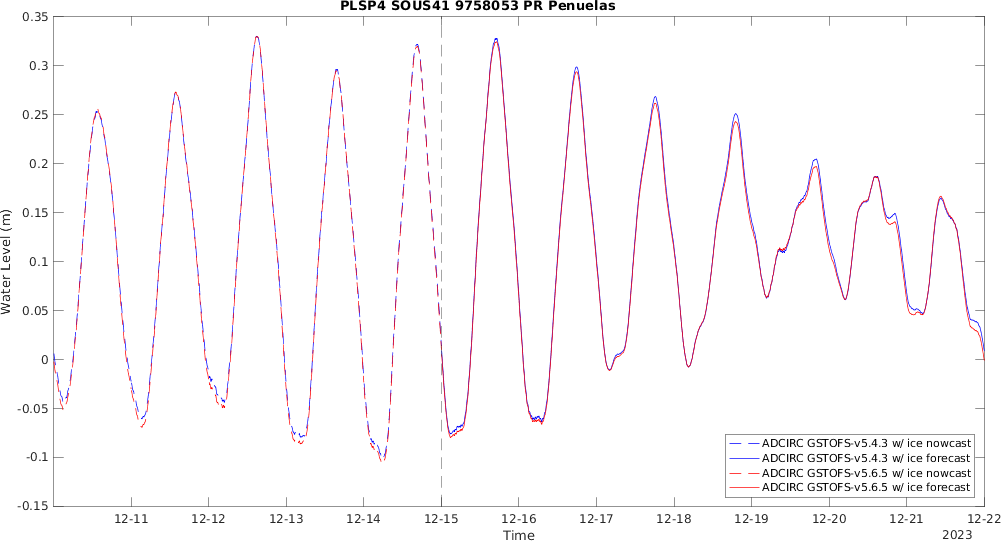 PLSP4 SOUS41 9758053 PR Penuelas
0.35
0.3
0.25
0.2
0.15
0.1
0.05
0
-0.05
-0.1
-0.15
Water Level (m)
ADCIRC GSTOFS-v5.4.3 w/ ice nowcast
ADCIRC GSTOFS-v5.4.3 w/ ice forecast
ADCIRC GSTOFS-v5.6.5 w/ ice nowcast
ADCIRC GSTOFS-v5.6.5 w/ ice forecast
12-11 12-12 12-13 12-14 12-15 12-16 12-17 12-18 12-19 12-20 12-21 12-22
Time
2023